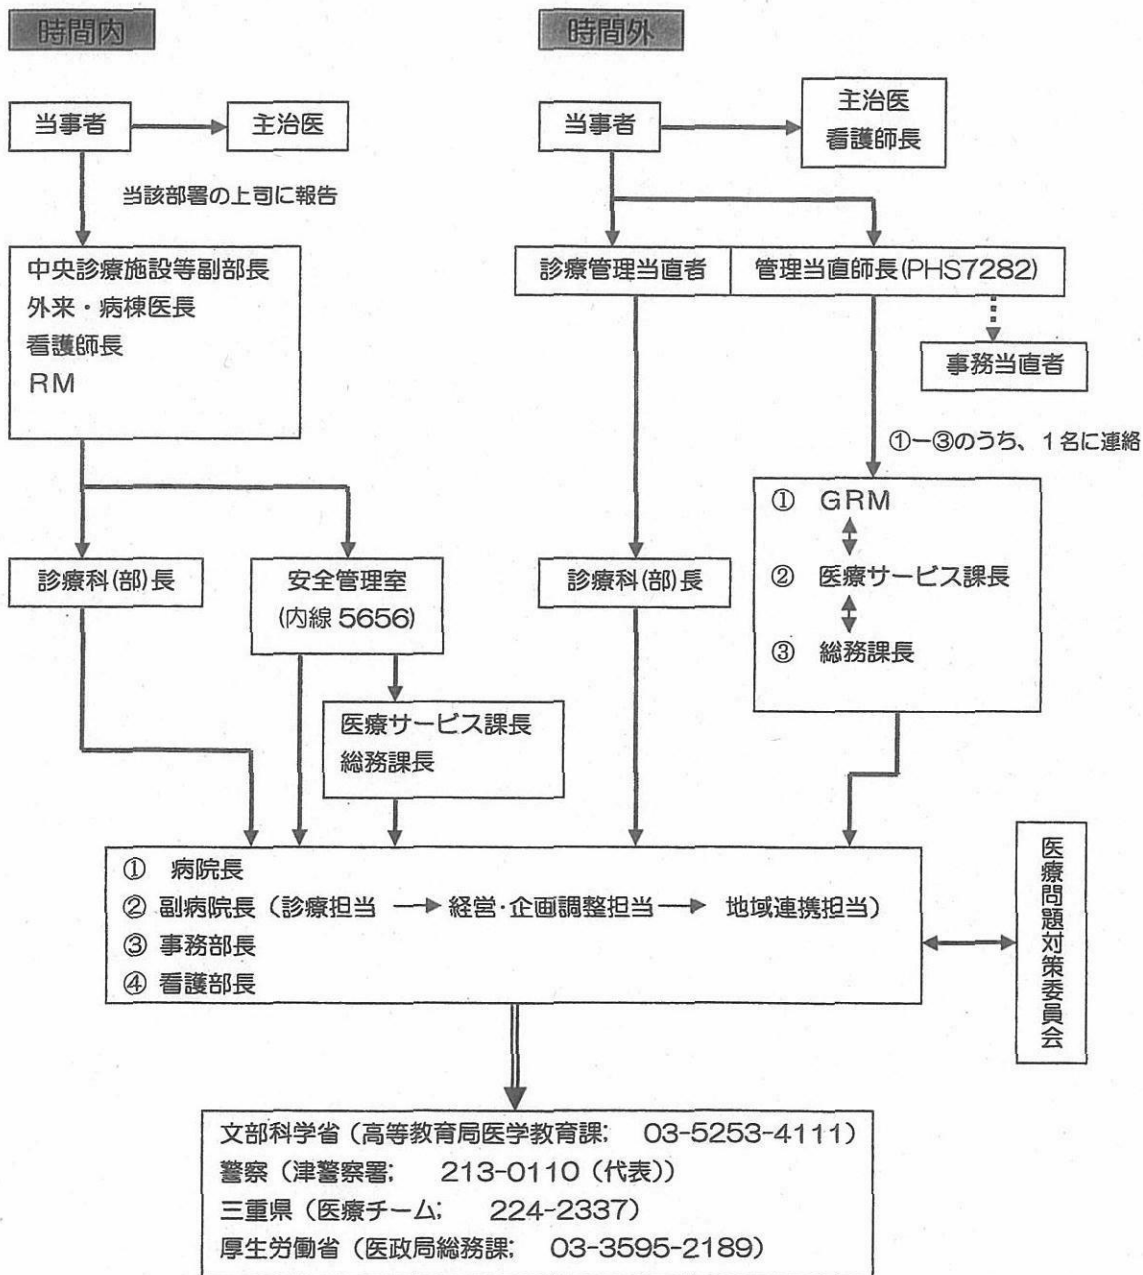 時間内
当事者
主治医
当該部署の上司に報告
中央診療施設等副部長
外来・病棟医長
看護師長
RM
診療科(部)長
安全管理室
(内線 5656)
医療サービス課長
総務課長
時間外
当事者
主治医
看護師長
診療管理当直者
管理当直師長(PHS7282)
事務当直者
①ー③のうち、1名に連絡
① GRM
② 医療サービス課長
③ 総務課長
診療科(部)長
① 病院長
② 副病院長(診療担当 → 経営・企画調整担当 → 地域連携担当)
③ 事務部長
④ 看護部長
医療問題対策委員会
文部科学省(高等教育局医学教育課; 03-5253-4111)
警察(津警察署; 213-0110(代表))
三重県(医療チーム; 224-2337)
厚生労働省(医政局総務課; 03-3595-2189)